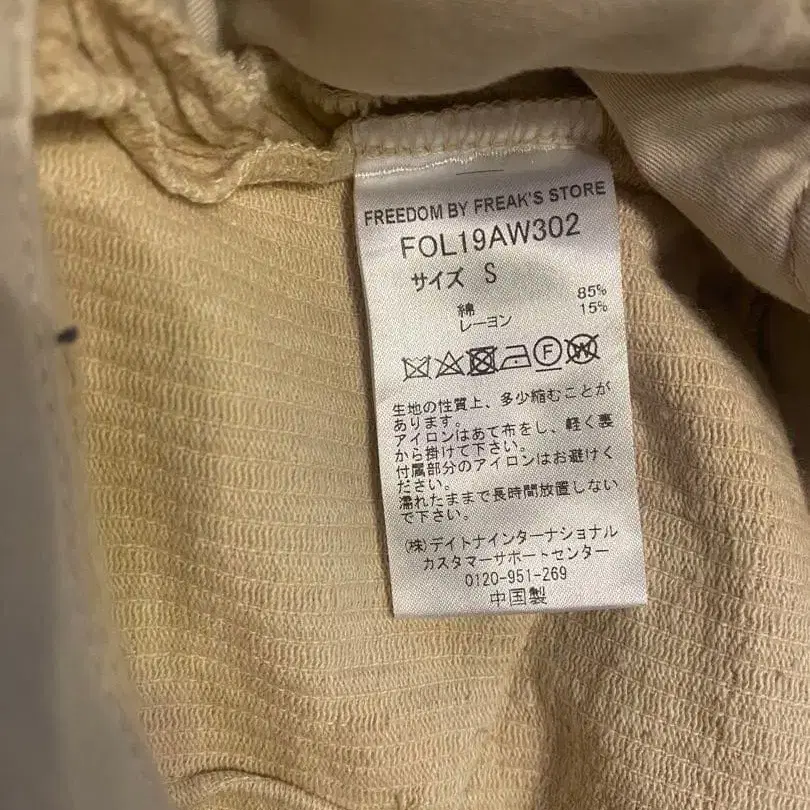 FREEDOM BY FREAK'S STORE
FOL19AW302
サイズ S
綿 85%
レーヨン 15%
F
W
生地の性質上、多少縮むことが
あります。
アイロンはあて布をし、軽く裏
から掛けて下さい。
付属部分のアイロンはお避けく
ださい。
濡れたままで長時間放置しない
で下さい。
(株)デイトナインターナショナル
カスタマーサポートセンター
0120-951-269
中国製